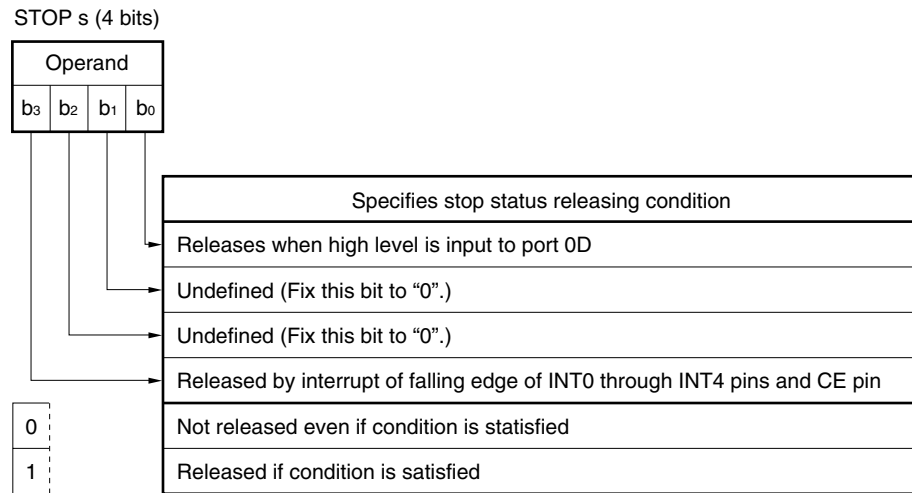 STOP s (4 bits)
Operand
b3 b2 b1 b0
Specifies stop status releasing condition
Releases when high level is input to port 0D
Undefined (Fix this bit to “0”.)
Undefined (Fix this bit to “0”.)
Released by interrupt of falling edge of INT0 through INT4 pins and CE pin
0 Not released even if condition is statisfied
1 Released if condition is satisfied